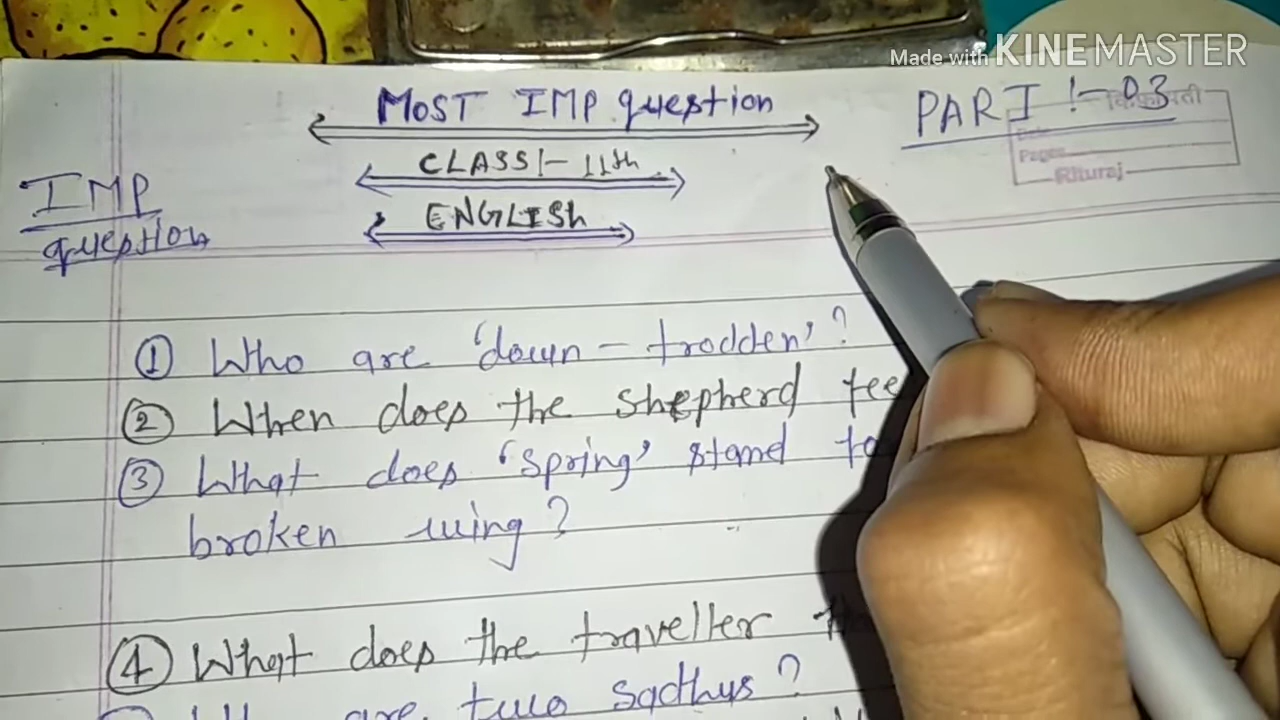 Made with KINEMASTER
MOST IMP question
PART :- 03
CLASS :- 11th
IMP
question
ENGLISH
Rituraj
① Who are 'down-trodden'?
② When does the shepherd
③ What does 'spring' stand
broken wing?
④ What does the traveller
are two sadhus?